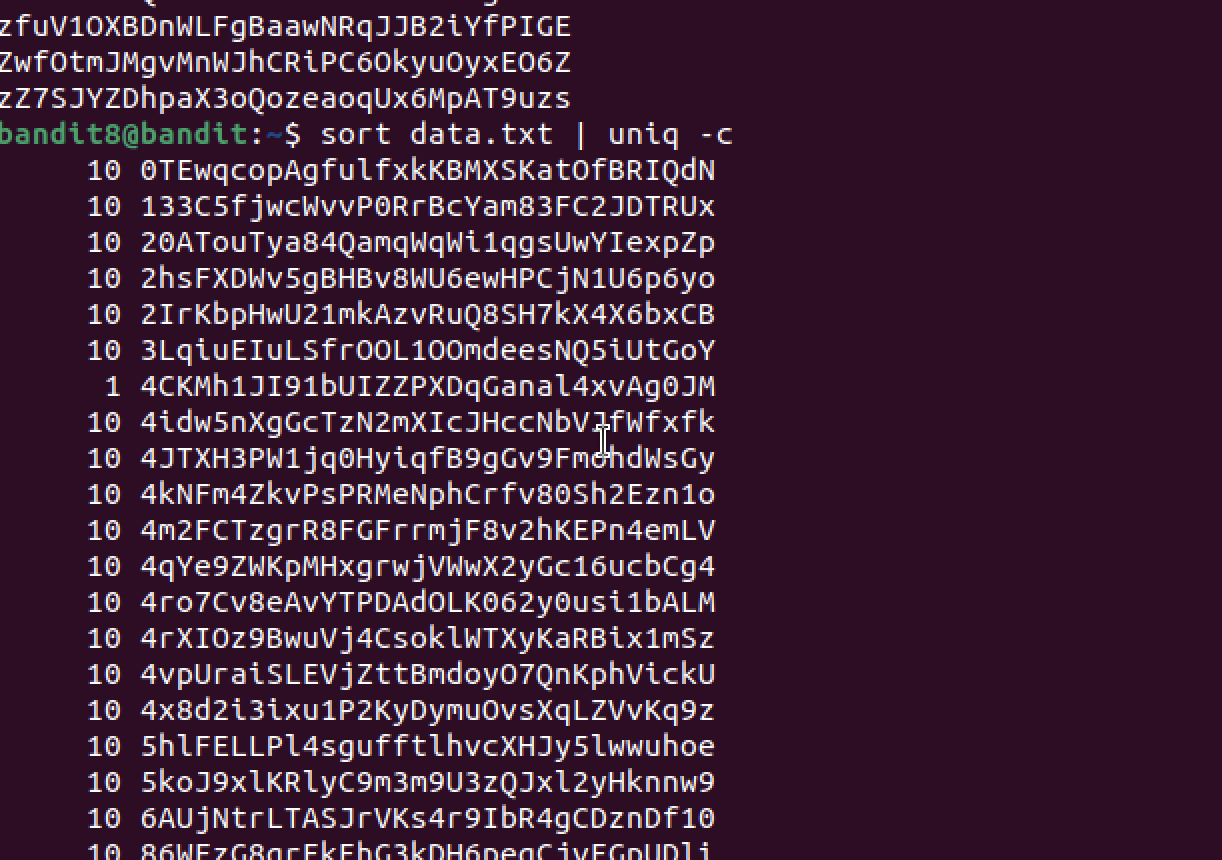 zfuV1OXBDnWLFgBaawNRqJJB2iYfPIGE
ZwfOtmJMgvMnWJhCRiPC6OkyuOyxEO6Z
zZ7SJYZDhpaX3oQozeaoqUx6MpAT9uzs
bandit8@bandit:~$ sort data.txt | uniq -c
10 0TEwqcopAgfulfxkKBMXSKatOfBRIQdN
10 133C5fjwcWvvP0RrBcYam83FC2JDTRUx
10 20ATouTya84QamqWqWi1qgsUwYIexpZp
10 2hsFXDWv5gBHBv8WU6ewHPCjN1U6p6yo
10 2IrKbpHwU21mkAzvRuQ8SH7kX4X6bxCB
10 3LqiuEIuLSfrOOL1OOmdeesNQ5iUtGoY
1 4CKMh1JI91bUIZZPXDqGanal4xvAg0JM
10 4idw5nXgGcTzN2mXIcJHccNbVJfWfxfk
10 4JTXH3PW1jq0HyiqfB9gGv9FmohdWsGy
10 4kNFm4ZkvPsPRMeNphCrfv80Sh2Ezn1o
10 4m2FCTzgrR8FGFrrmjF8v2hKEPn4emLV
10 4qYe9ZWKpMHxgrwjVWwX2yGc16ucbCg4
10 4ro7Cv8eAvYTPDAdOLK062y0usi1bALM
10 4rXIOz9BwuVj4CsoklWTXyKaRBix1mSz
10 4vpUraiSLEVjZttBmdoyO7QnKphVickU
10 4x8d2i3ixu1P2KyDymuOvsXqLZVvKq9z
10 5hlFELLPl4sgufftlhvcXHJy5lwwuhoe
10 5koJ9xlKRlyC9m3m9U3zQJxl2yHknnw9
10 6AUjNtrLTASJrVKs4r9IbR4gCDznDf10
10